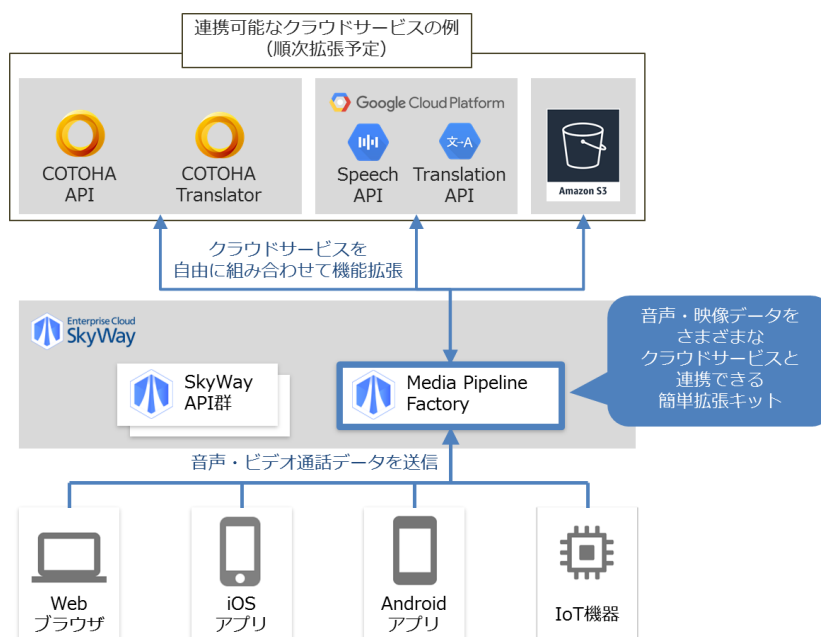 連携可能なクラウドサービスの例
（順次拡張予定）
Google Cloud Platform
文→A
COTOHA
API
COTOHA
Translator
Speech
API
Translation
API
Amazon S3
クラウドサービスを
自由に組み合わせて機能拡張
Enterprise Cloud
SkyWay
SkyWay
API群
Media Pipeline
Factory
音声・映像データを
さまざまな
クラウドサービスと
連携できる
簡単拡張キット
音声・ビデオ通話データを送信
Web
ブラウザ
iOS
アプリ
Android
アプリ
IoT機器